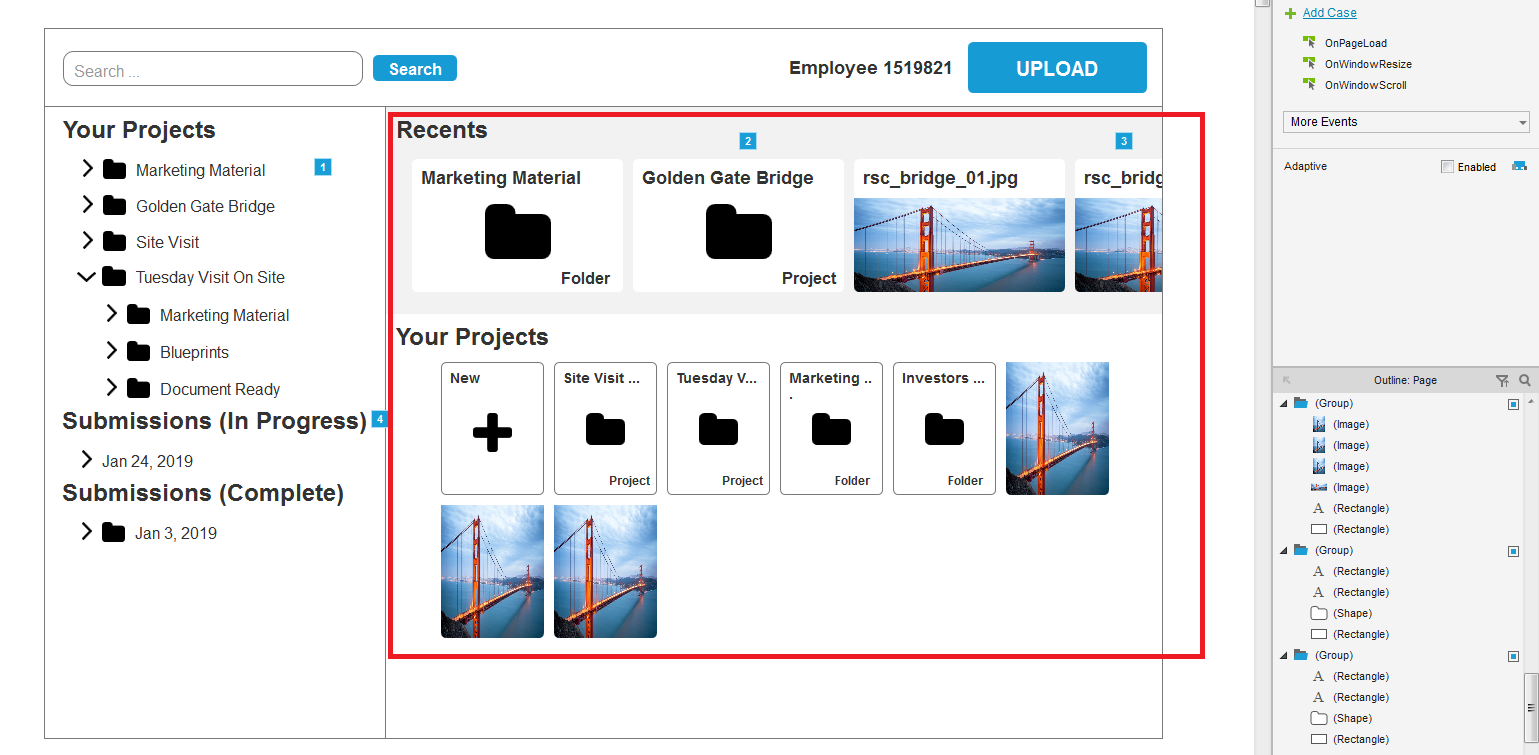 Search ...
Search
Employee 1519821
UPLOAD
Your Projects
Marketing Material
1
Golden Gate Bridge
Site Visit
Tuesday Visit On Site
Marketing Material
Blueprints
Document Ready
Submissions (In Progress)
4
Jan 24, 2019
Submissions (Complete)
Jan 3, 2019
Recents
2
3
Marketing Material
Folder
Golden Gate Bridge
Project
rsc_bridge_01.jpg
rsc_bridg
Your Projects
New
Site Visit ...
Project
Tuesday V...
Project
Marketing ..
.
Folder
Investors ...
Folder
Add Case
OnPageLoad
OnWindowResize
OnWindowScroll
More Events
Adaptive
Enabled
Outline: Page
(Group)
(Image)
(Image)
(Image)
(Image)
A (Rectangle)
(Rectangle)
(Group)
A (Rectangle)
A (Rectangle)
(Shape)
(Rectangle)
(Group)
A (Rectangle)
A (Rectangle)
(Shape)
(Rectangle)